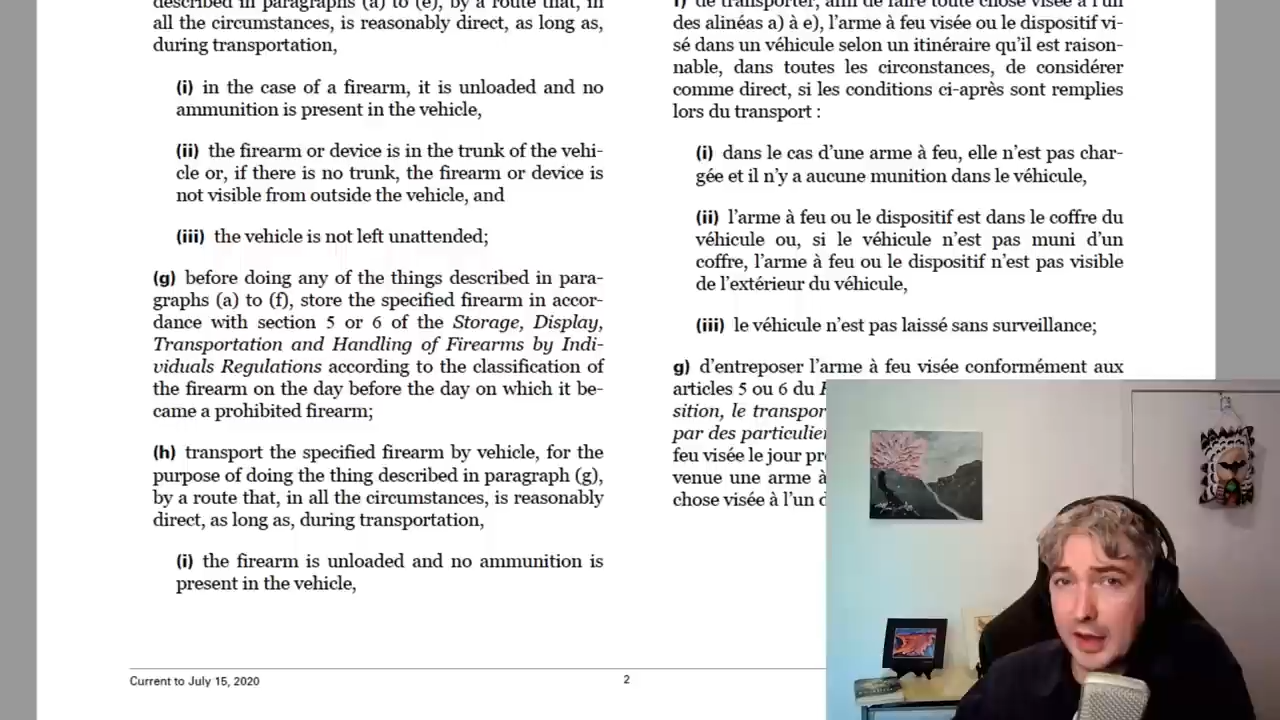 described in paragraphs (a) to (e), by a route that, in
all the circumstances, is reasonably direct, as long as,
during transportation,
(i) in the case of a firearm, it is unloaded and no
ammunition is present in the vehicle,
(ii) the firearm or device is in the trunk of the vehi-
cle or, if there is no trunk, the firearm or device is
not visible from outside the vehicle, and
(iii) the vehicle is not left unattended;
(g) before doing any of the things described in para-
graphs (a) to (f), store the specified firearm in accor-
dance with section 5 or 6 of the Storage, Display,
Transportation and Handling of Firearms by Indi-
viduals Regulations according to the classification of
the firearm on the day before the day on which it be-
came a prohibited firearm;
(h) transport the specified firearm by vehicle, for the
purpose of doing the thing described in paragraph (g),
by a route that, in all the circumstances, is reasonably
direct, as long as, during transportation,
(i) the firearm is unloaded and no ammunition is
present in the vehicle,
f) de transporter, afin de faire toute chose visée à l'un
des alinéas a) à e), l'arme à feu visée ou le dispositif vi-
sé dans un véhicule selon un itinéraire qu'il est raison-
nable, dans toutes les circonstances, de considérer
comme direct, si les conditions ci-après sont remplies
lors du transport :
(i) dans le cas d'une arme à feu, elle n'est pas char-
gée et il n'y a aucune munition dans le véhicule,
(ii) l'arme à feu ou le dispositif est dans le coffre du
véhicule ou, si le véhicule n'est pas muni d'un
coffre, l'arme à feu ou le dispositif n'est pas visible
de l'extérieur du véhicule,
(iii) le véhicule n'est pas laissé sans surveillance;
g) d'entreposer l'arme à feu visée conformément aux
articles 5 ou 6 du
sition, le transpor
par des particulier
feu visée le jour pr
venue une arme à
chose visée à l'un d
Current to July 15, 2020
2